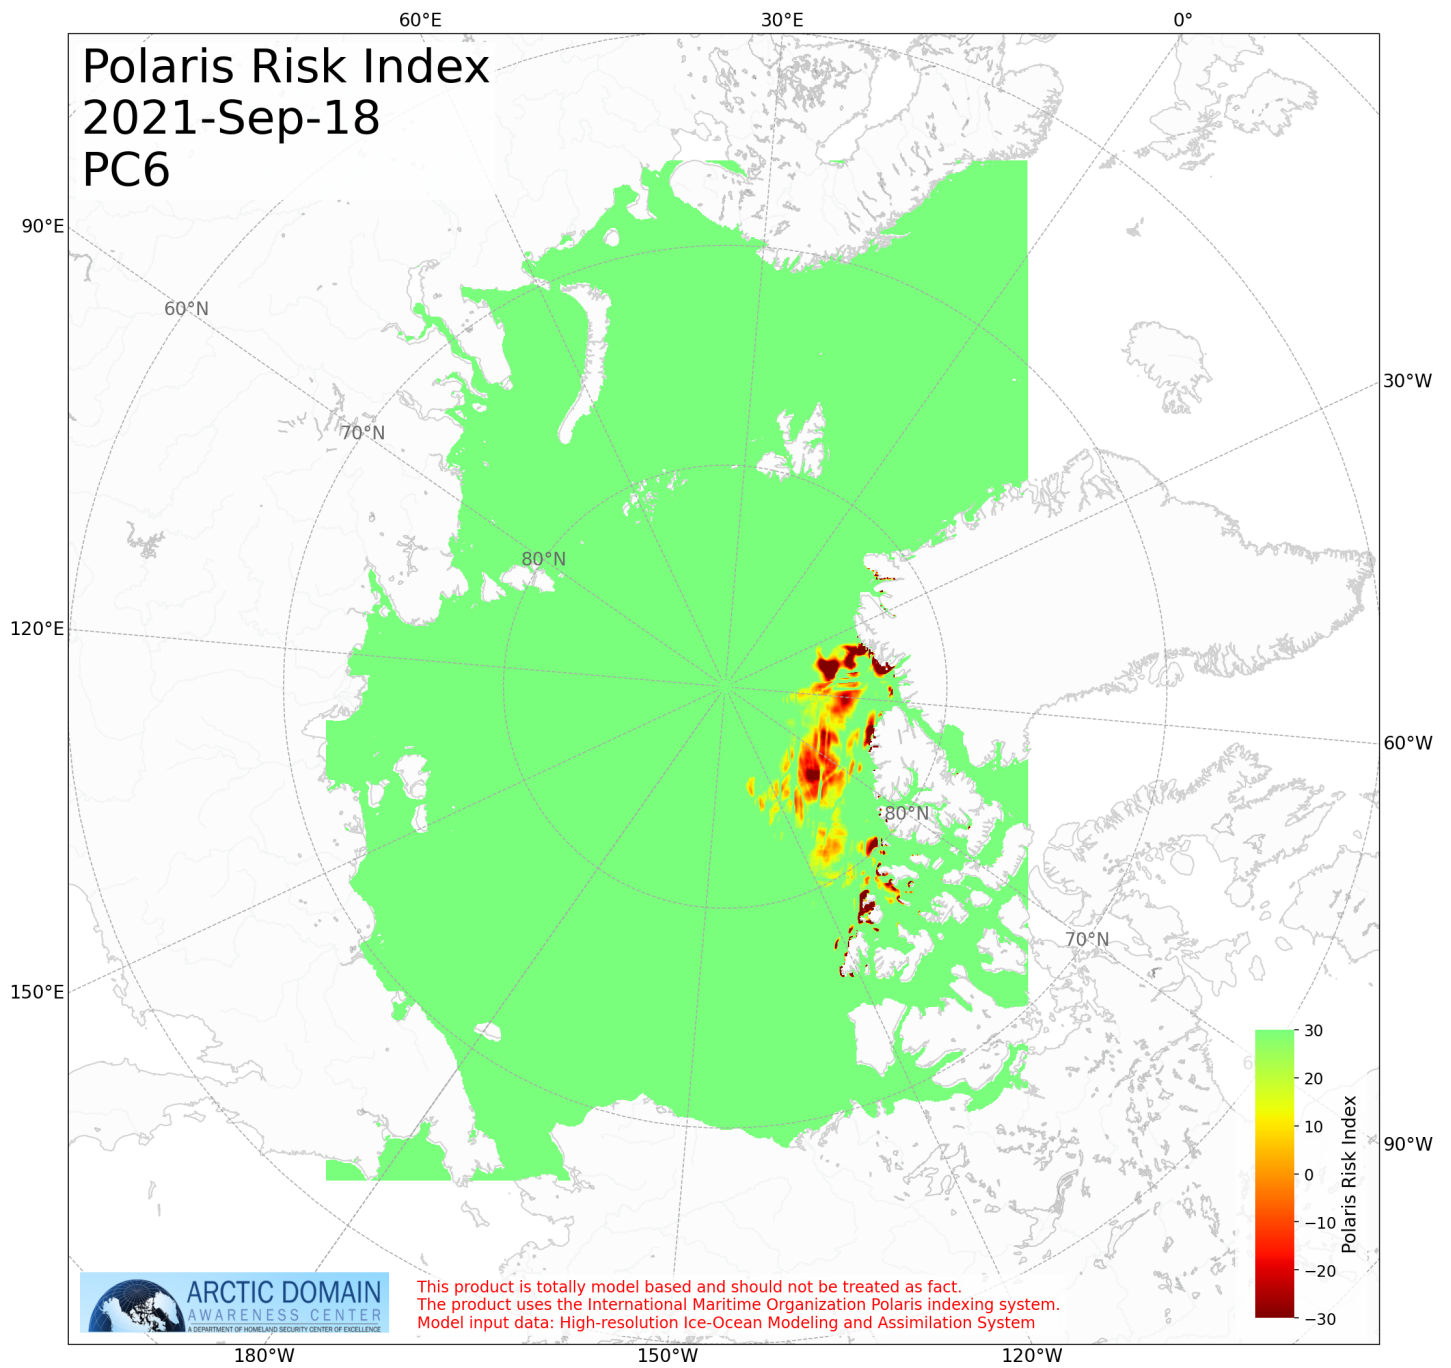 60°E 30°E 0°
Polaris Risk Index
2021-Sep-18
PC6
90°E
60°N
30°W
70°N
80°N
120°E
60°W
80°N
70°N
150°E
30
20
10
0
−10
−20
−30
Polaris Risk Index
90°W
ARCTIC DOMAIN
AWARENESS CENTER
A DEPARTMENT OF HOMELAND SECURITY CENTER OF EXCELLENCE
This product is totally model based and should not be treated as fact.
The product uses the International Maritime Organization Polaris indexing system.
Model input data: High-resolution Ice-Ocean Modeling and Assimilation System
180°W 150°W 120°W